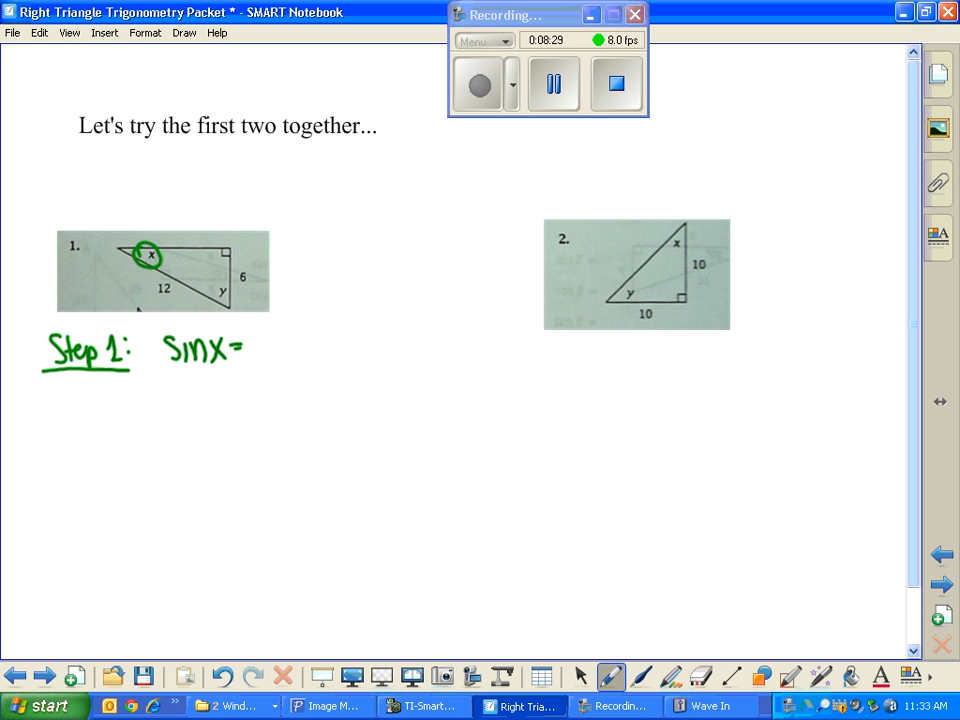 Right Triangle Trigonometry Packet * - SMART Notebook
File Edit View Insert Format Draw Help
Recording...
Menu 0:08:29 8.0 fps
Let's try the first two together...
1.
x
6
12
y
2.
x
10
y
10
Step 1: sinx=
start 2 Wind... Image M... TI-Smart... Right Tria... Recordin... Wave In 11:33 AM